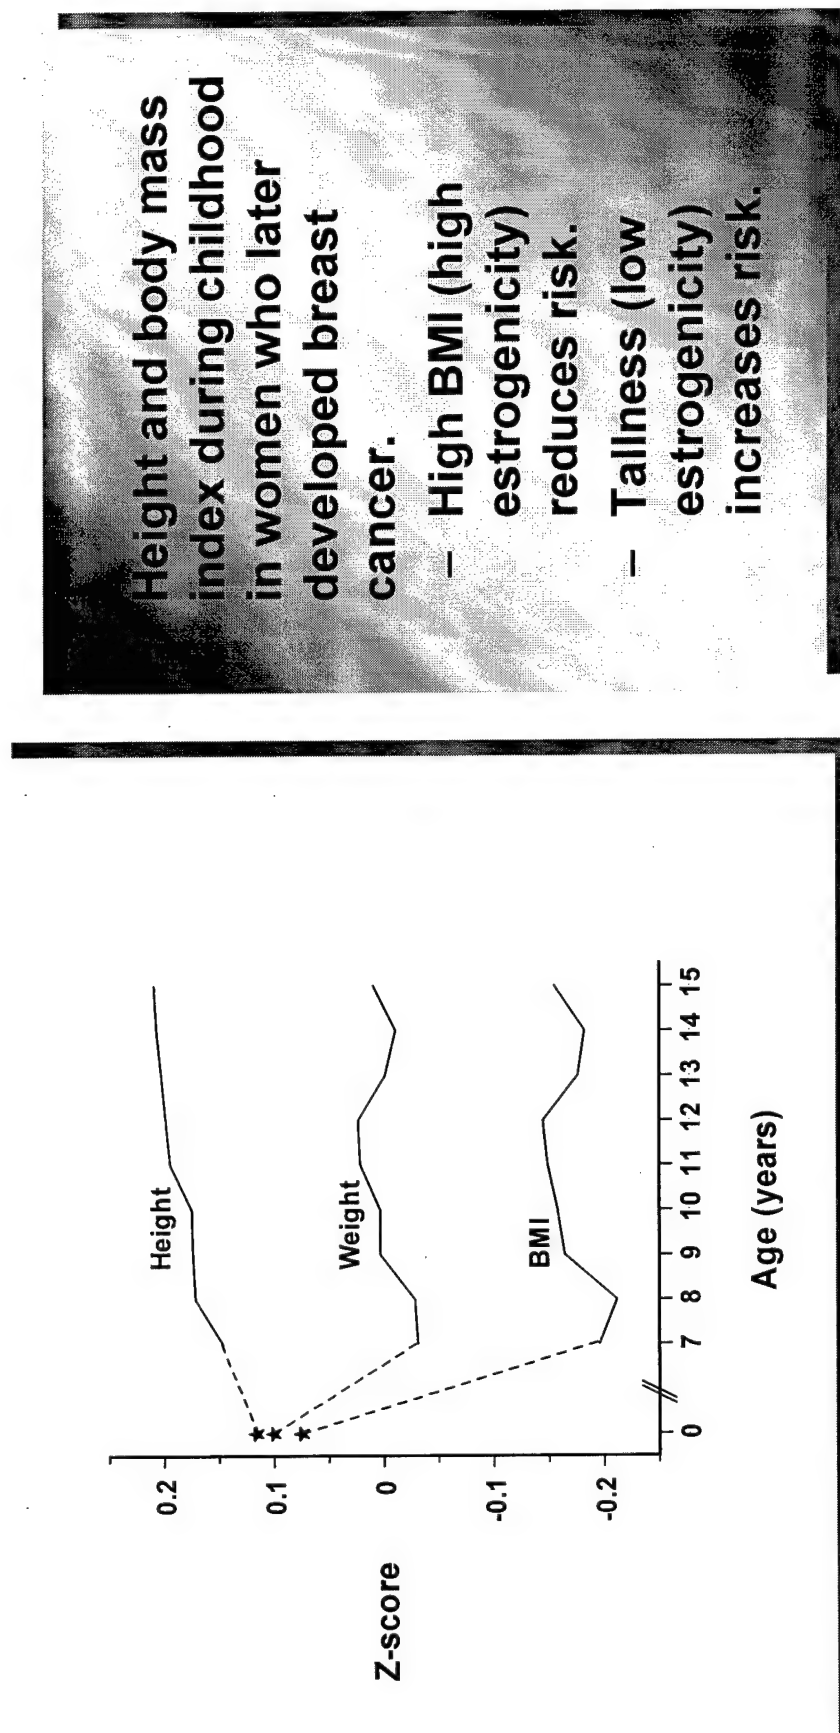 Height and body mass
index during childhood
in women who later
developed breast
cancer.
– High BMI (high
estrogenicity)
reduces risk.
– Tallness (low
estrogenicity)
increases risk.
Z-score
0.2
0.1
0
-0.1
-0.2
Height
Weight
BMI
0 7 8 9 10 11 12 13 14 15
Age (years)